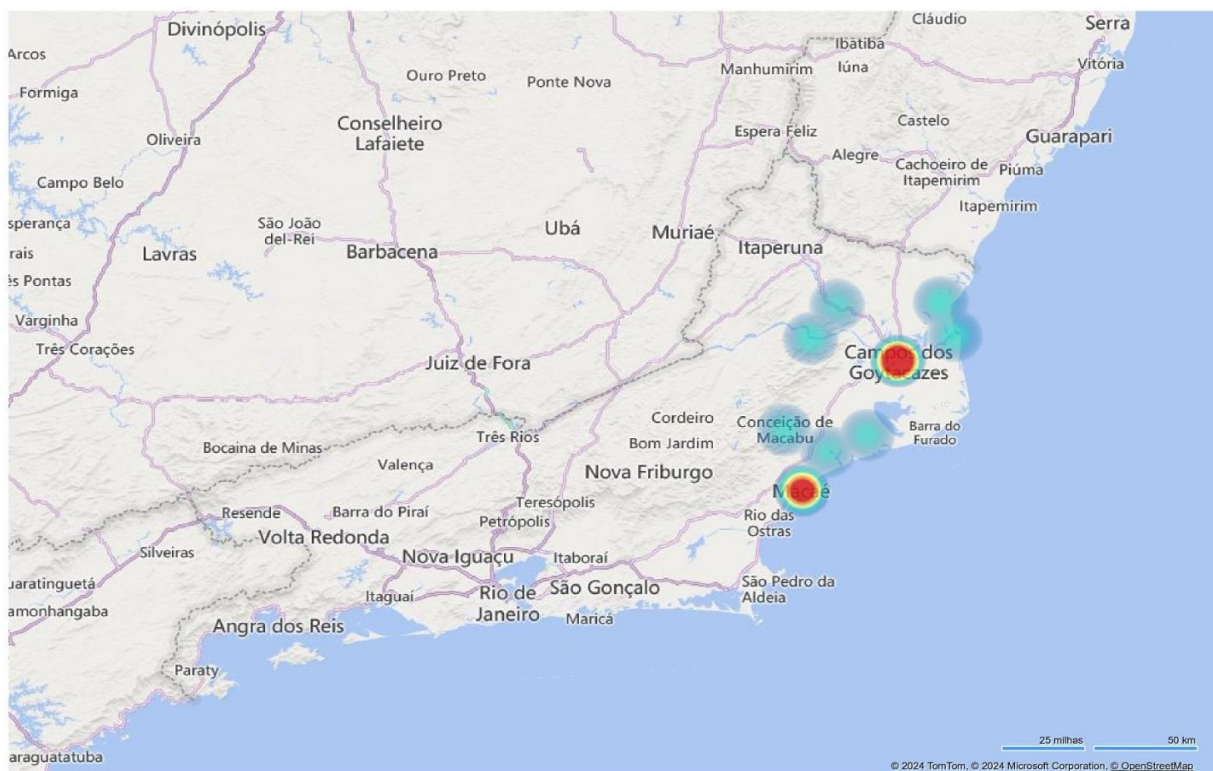 Cláudio
Serra
Divinópolis
Ibatiba
Arcos
Iúna
Vitória
Ouro Preto
Ponte Nova
Manhumirim
Formiga
Castelo
Conselheiro
Lafaiete
Espera Feliz
Guarapari
Oliveira
Alegre
Cachoeiro de
Itapemirim
Piúma
Campo Belo
Itapemirim
sperança
São João
del-Rei
Ubá
Muriaé
Itaperuna
rais
Lavras
Barbacena
ês Pontas
Varginha
Três Corações
Juiz de Fora
Campos dos
Goytacazes
Cordeiro
Conceição de
Macabu
Barra do
Furado
Bom Jardim
Três Rios
Bocaina de Minas
Valença
Nova Friburgo
Macaé
Teresópolis
Resende
Barra do Piraí
Petrópolis
Rio das
Ostras
Volta Redonda
Silveiras
Nova Iguaçu
Itaboraí
uaratinguetá
São Pedro da
Aldeia
Itaguaí
Rio de
Janeiro
São Gonçalo
amonhangaba
Maricá
Angra dos Reis
Paraty
25 milhas
50 km
araguatatuba
© 2024 TomTom, © 2024 Microsoft Corporation, © OpenStreetMap